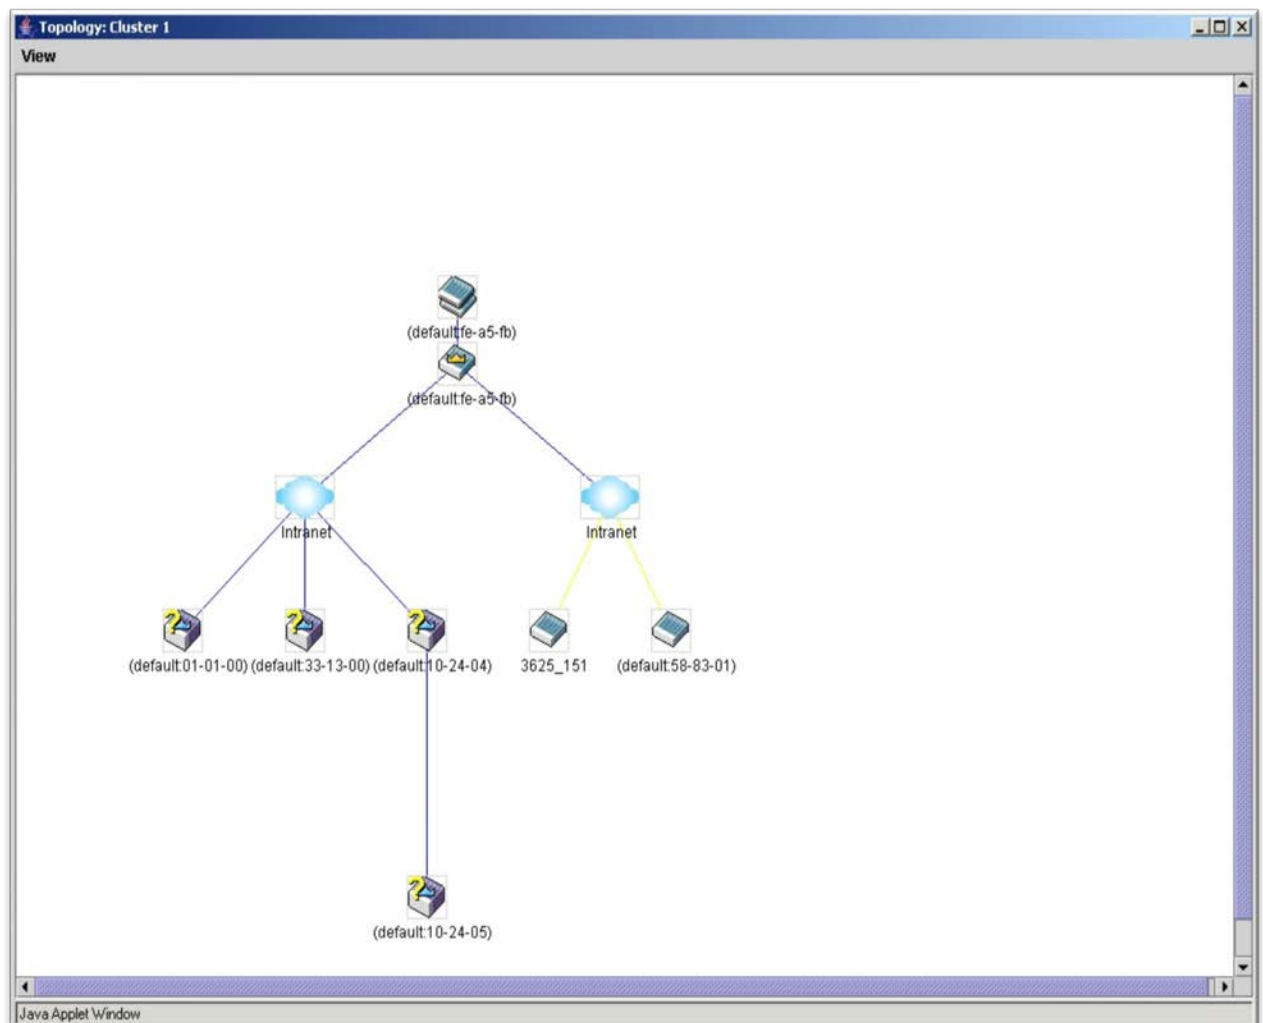 Topology: Cluster 1
View
(default:fe-a5-fb)
(default:fe-a5-fb)
Intranet
Intranet
(default:01-01-00) (default:33-13-00) (default:10-24-04) 3625_151 (default:58-83-01)
(default:10-24-05)
Java Applet Window